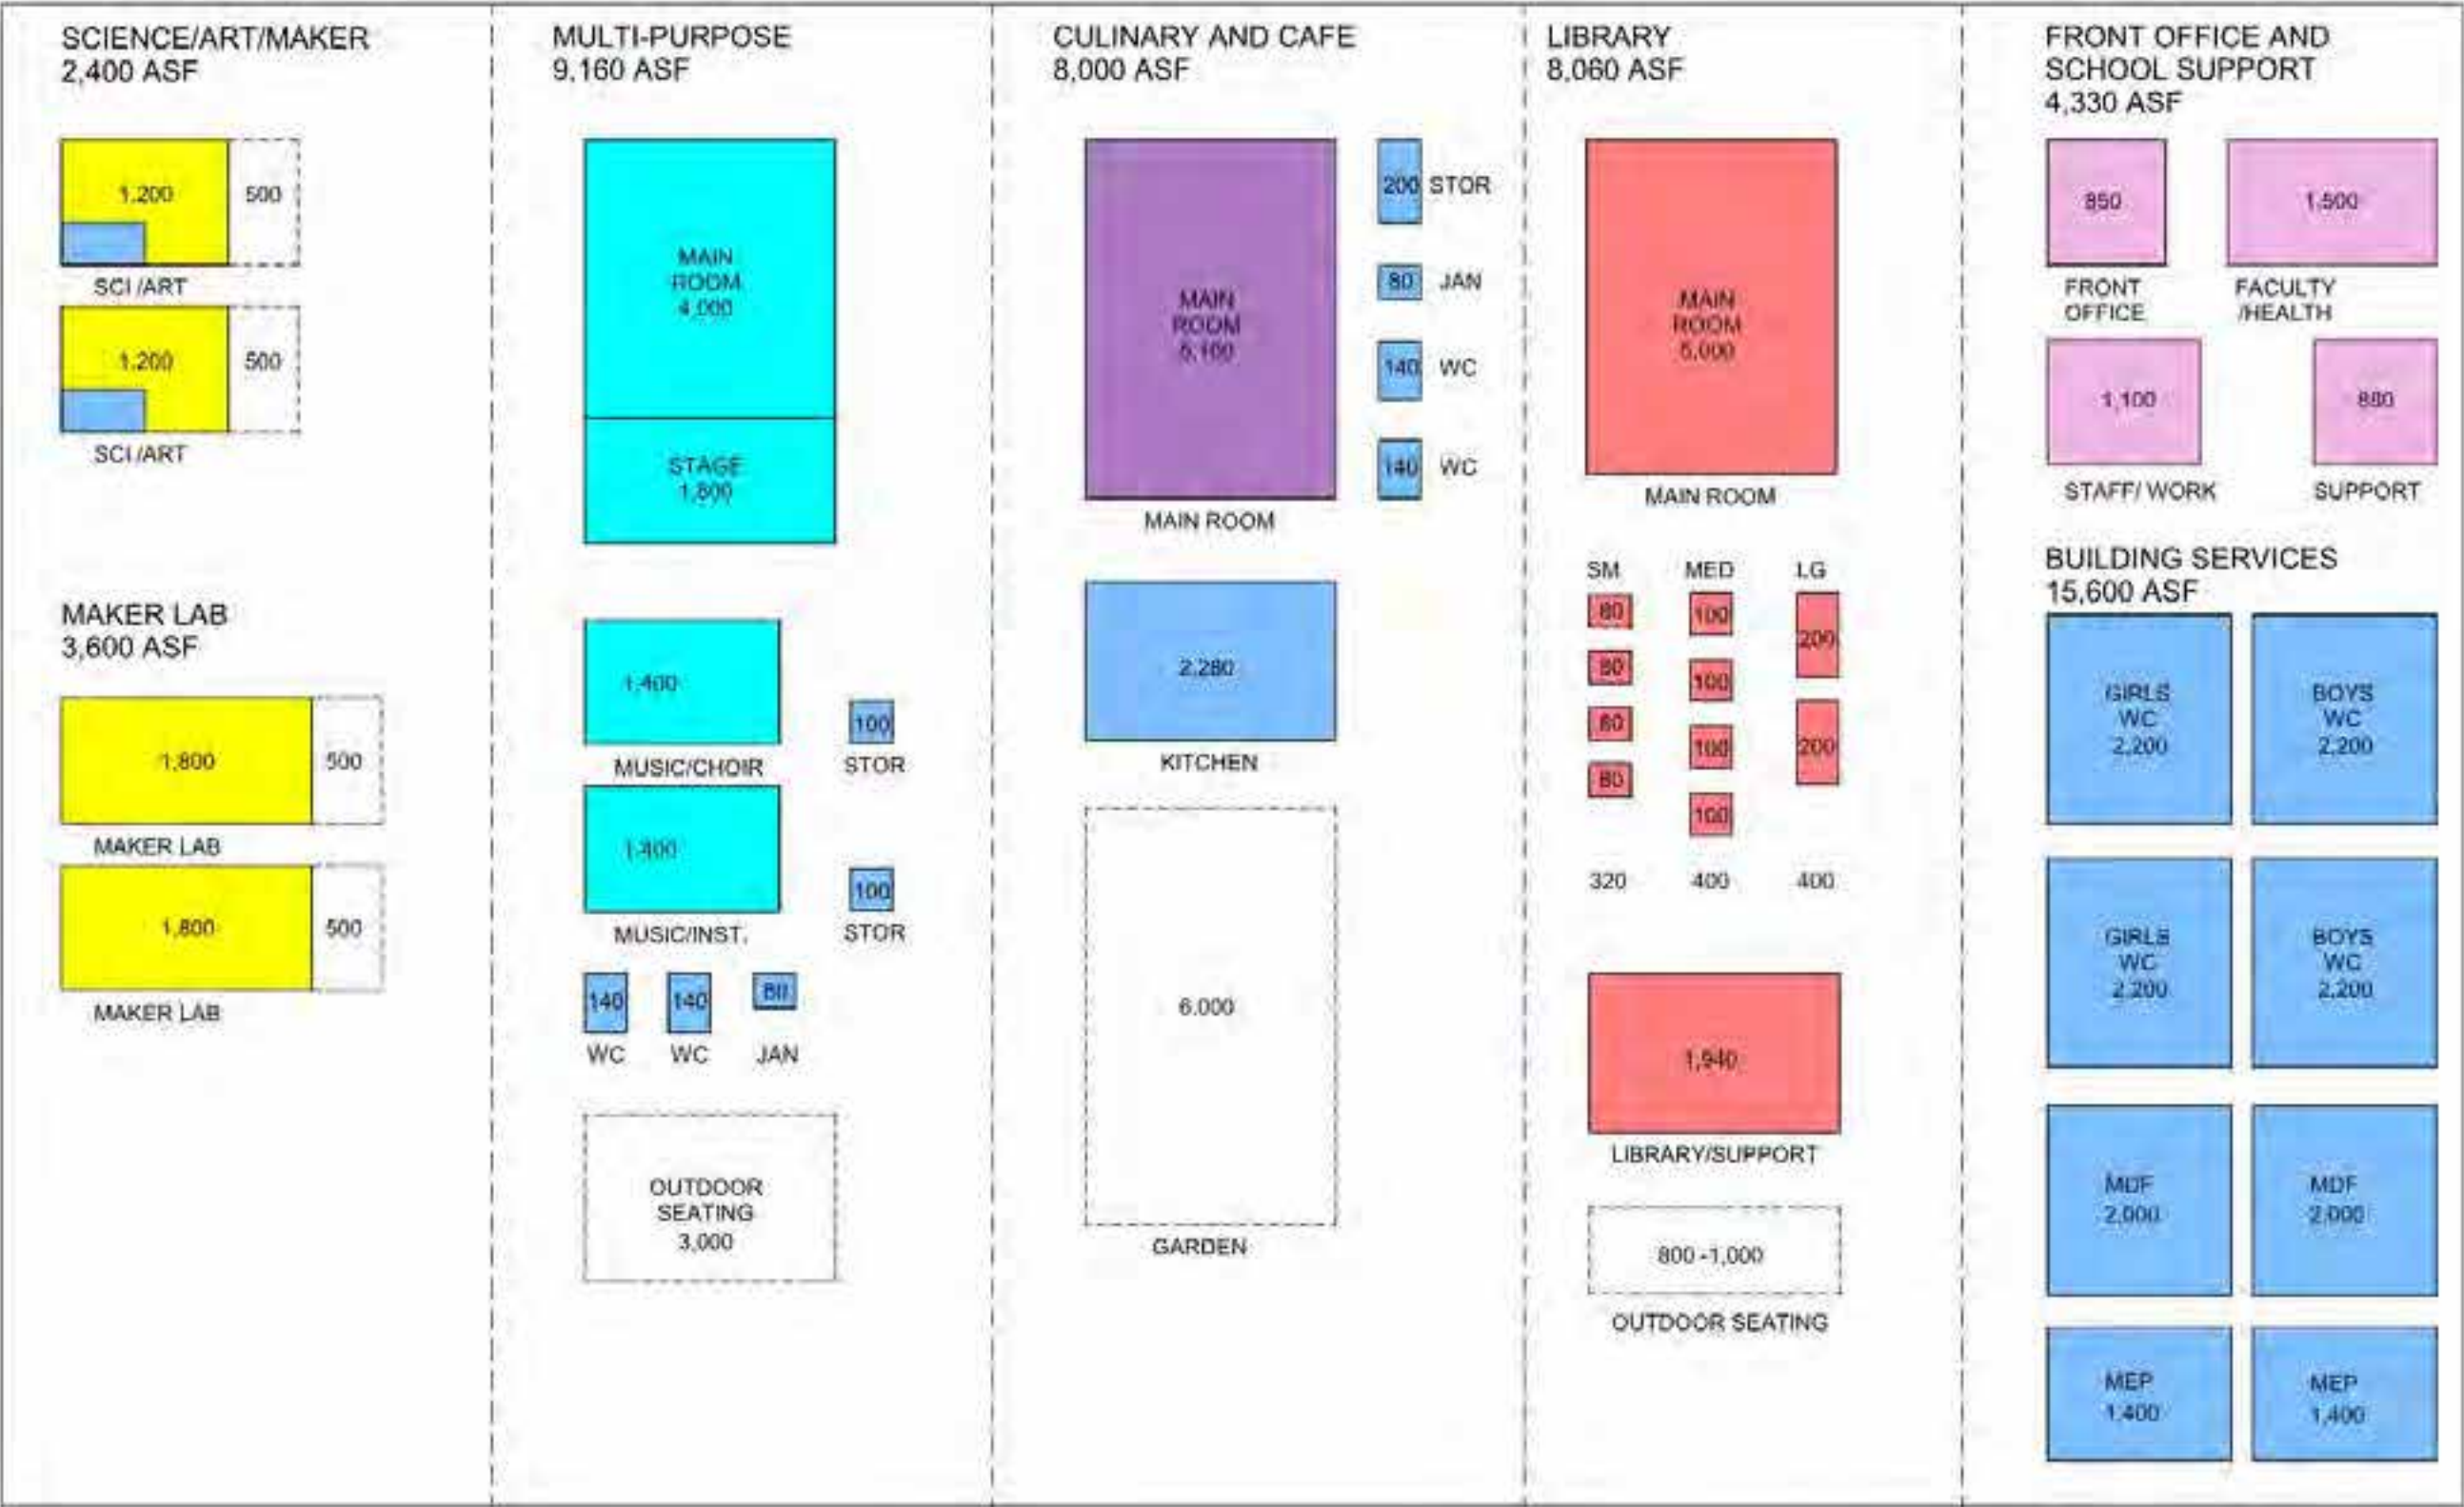 SCIENCE/ART/MAKER
2,400 ASF
1.200
500
SCI /ART
1.200
500
SCI /ART
MAKER LAB
3,600 ASF
1,800
500
MAKER LAB
1,800
500
MAKER LAB
MULTI-PURPOSE
9,160 ASF
MAIN
ROOM
4,000
STAGE
1,800
1,400
MUSIC/CHOIR
100
STOR
1,400
MUSIC/INST.
100
STOR
140
WC
140
WC
80
JAN
OUTDOOR
SEATING
3,000
CULINARY AND CAFE
8,000 ASF
MAIN
ROOM
MAIN ROOM
200 STOR
80 JAN
140 WC
140 WC
2,280
KITCHEN
6.000
GARDEN
LIBRARY
8,060 ASF
MAIN
ROOM
5,000
MAIN ROOM
SM MED LG
80
80
80
80
100
100
100
100
200
200
320 400 400
1,940
LIBRARY/SUPPORT
800 -1,000
OUTDOOR SEATING
FRONT OFFICE AND
SCHOOL SUPPORT
4,330 ASF
850
FRONT
OFFICE
1,500
FACULTY
/HEALTH
1,100
STAFF/ WORK
880
SUPPORT
BUILDING SERVICES
15,600 ASF
GIRLS
WC
2,200
BOYS
WC
2,200
GIRLS
WC
2,200
BOYS
WC
2,200
MDF
2,000
MDF
2,000
MEP
1,400
MEP
1,400